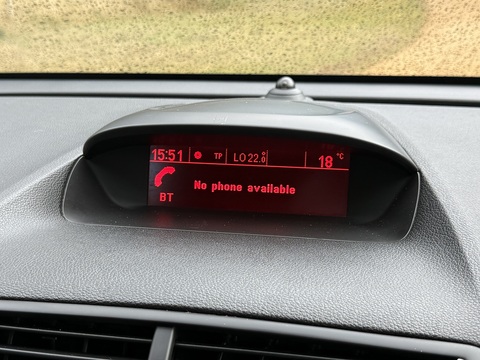 15:51 TP LO 22.0 18 °C
No phone available
BT